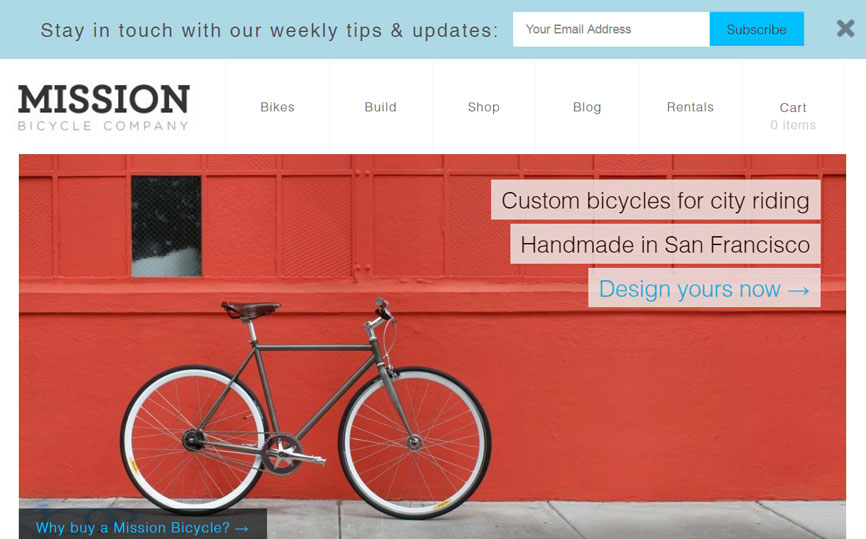 Stay in touch with our weekly tips & updates:
Your Email Address
Subscribe
MISSION
BICYCLE COMPANY
Bikes
Build
Shop
Blog
Rentals
Cart
0 items
Custom bicycles for city riding
Handmade in San Francisco
Design yours now →
Why buy a Mission Bicycle? →